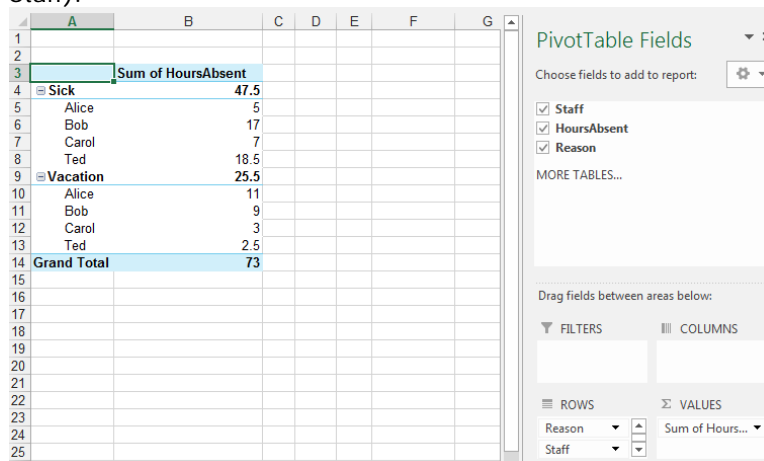 Staff).
A B C D E F G
PivotTable Fields
1
2
3 Sum of HoursAbsent
Choose fields to add to report:
4 Sick 47.5
5 Alice 5
Staff
6 Bob 17
HoursAbsent
7 Carol 7
Reason
8 Ted 18.5
9 Vacation 25.5
MORE TABLES...
10 Alice 11
11 Bob 9
12 Carol 3
13 Ted 2.5
14 Grand Total 73
15
16
Drag fields between areas below:
17
18
FILTERS COLUMNS
19
20
21
22
ROWS Σ VALUES
23
24
Reason Sum of Hours...
25
Staff